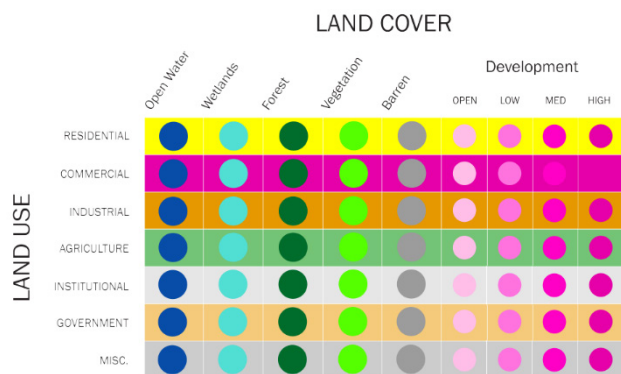 LAND COVER
Open Water
Wetlands
Forest
Vegetation
Barren
Development
OPEN LOW MED HIGH
LAND USE
RESIDENTIAL
COMMERCIAL
INDUSTRIAL
AGRICULTURE
INSTITUTIONAL
GOVERNMENT
MISC.